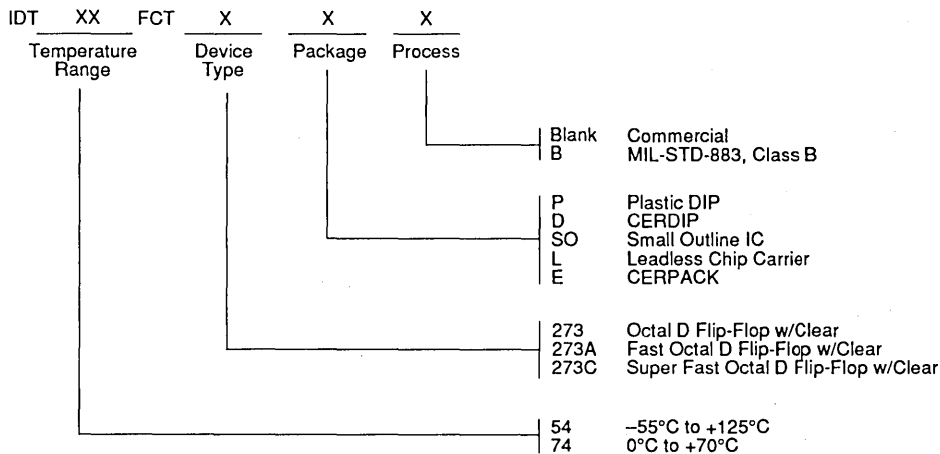 IDT XX FCT X X X
Temperature Range Device Type Package Process
Blank Commercial
B MIL-STD-883, Class B
P Plastic DIP
D CERDIP
SO Small Outline IC
L Leadless Chip Carrier
E CERPACK
273 Octal D Flip-Flop w/Clear
273A Fast Octal D Flip-Flop w/Clear
273C Super Fast Octal D Flip-Flop w/Clear
54 –55°C to +125°C
74 0°C to +70°C